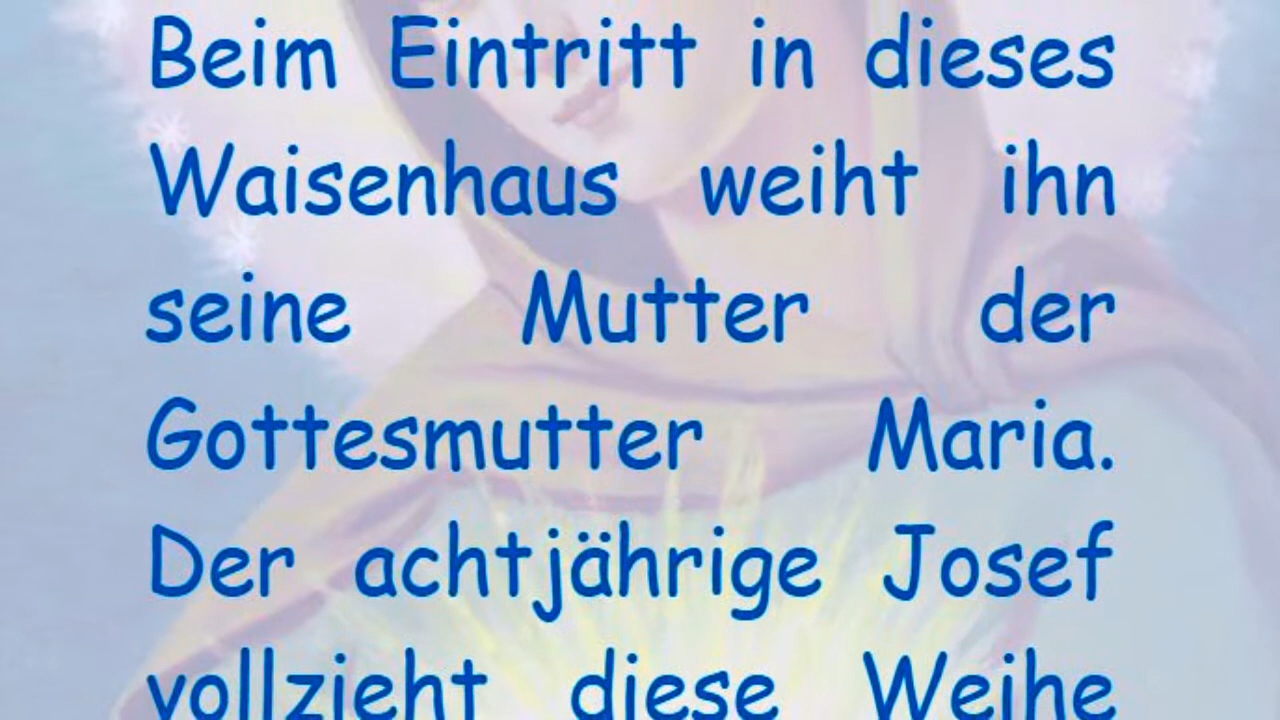 Beim Eintritt in dieses
Waisenhaus weiht ihn
seine Mutter der
Gottesmutter Maria.
Der achtjährige Josef
vollzieht diese Weihe